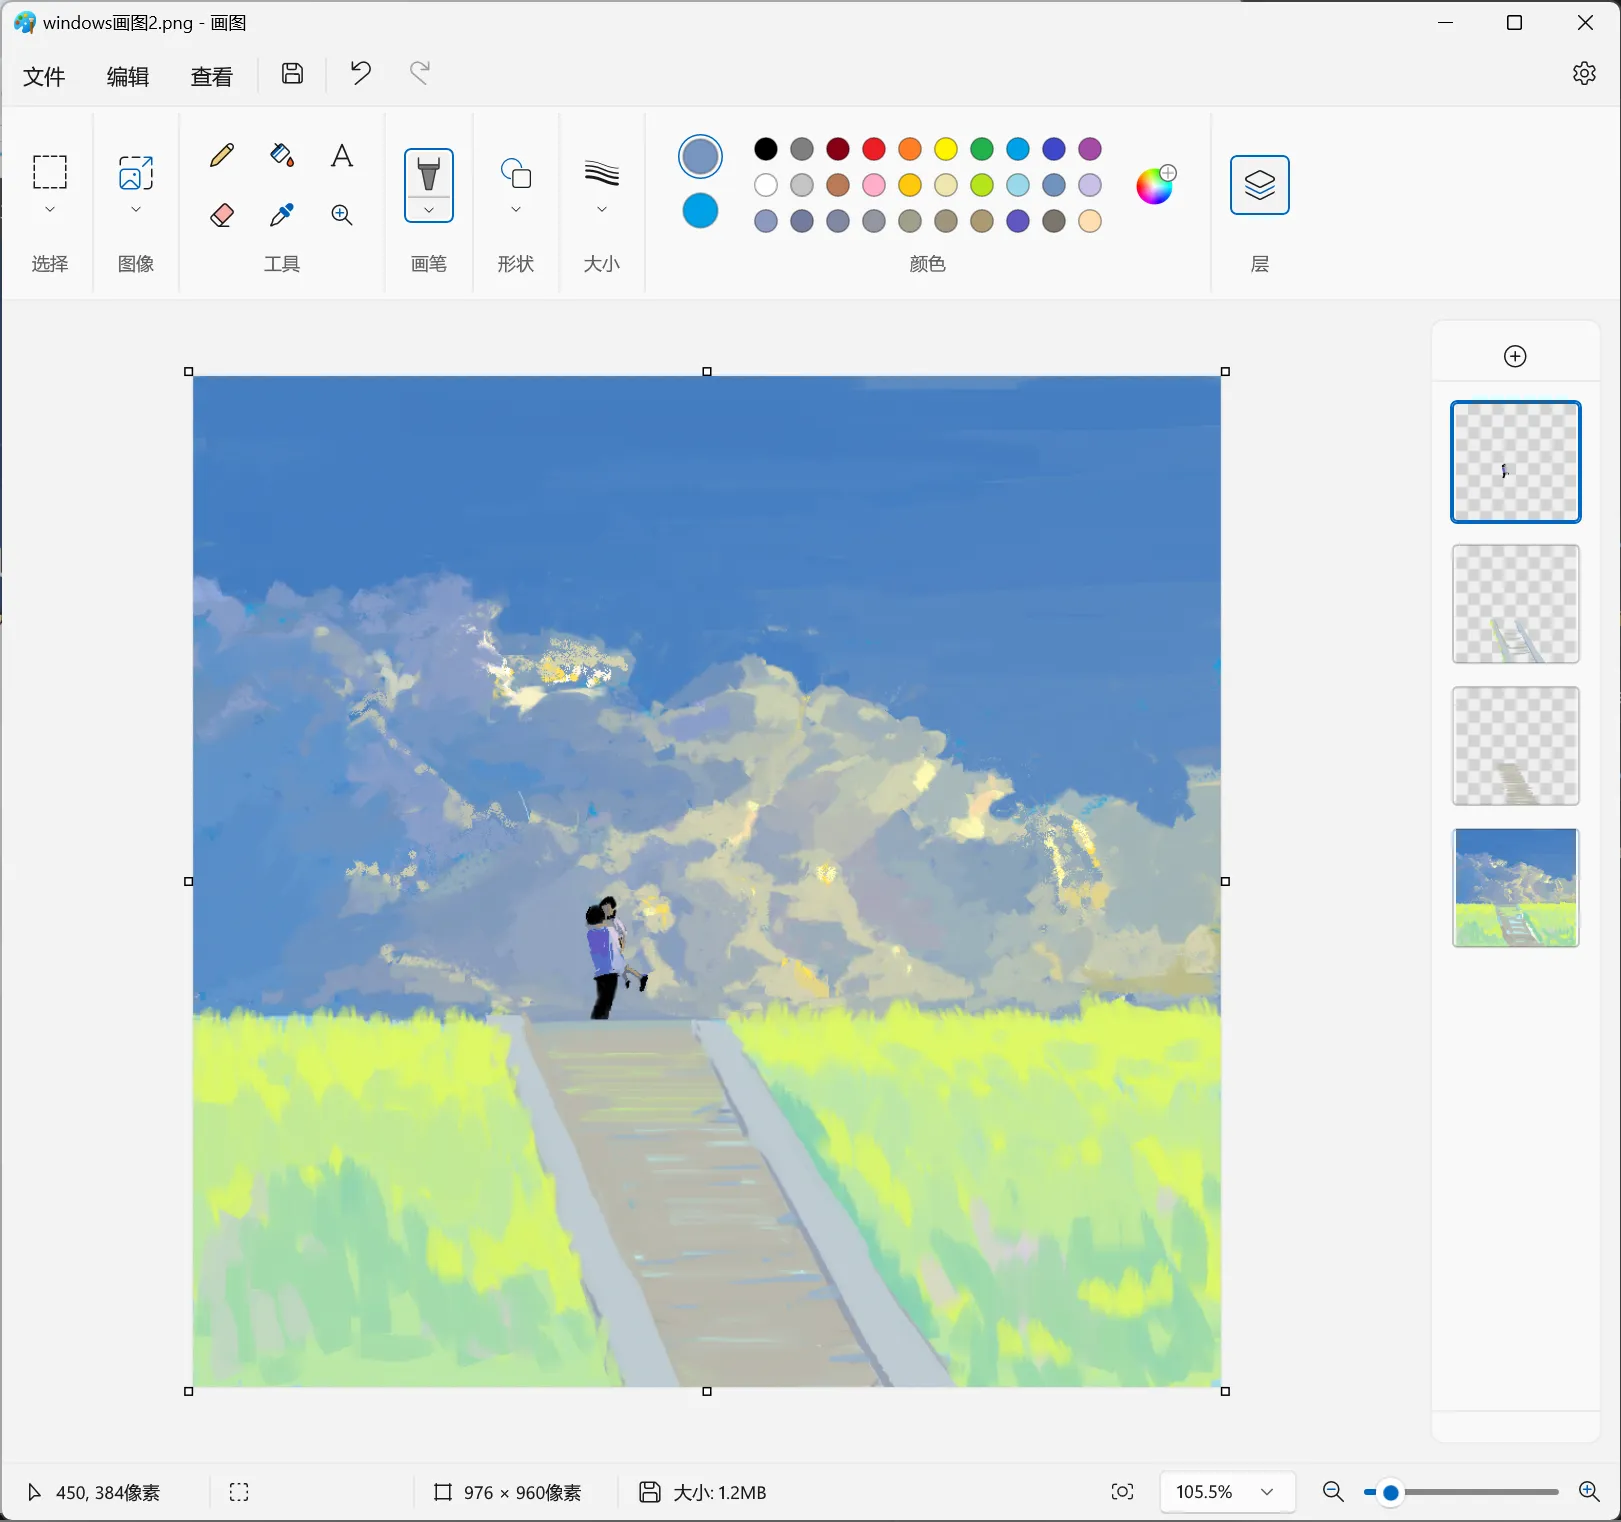 windows画图2.png - 画图
文件 编辑 查看
A
选择 图像 工具 画笔 形状 大小 颜色 层
450, 384像素 976 × 960像素 大小: 1.2MB 105.5%